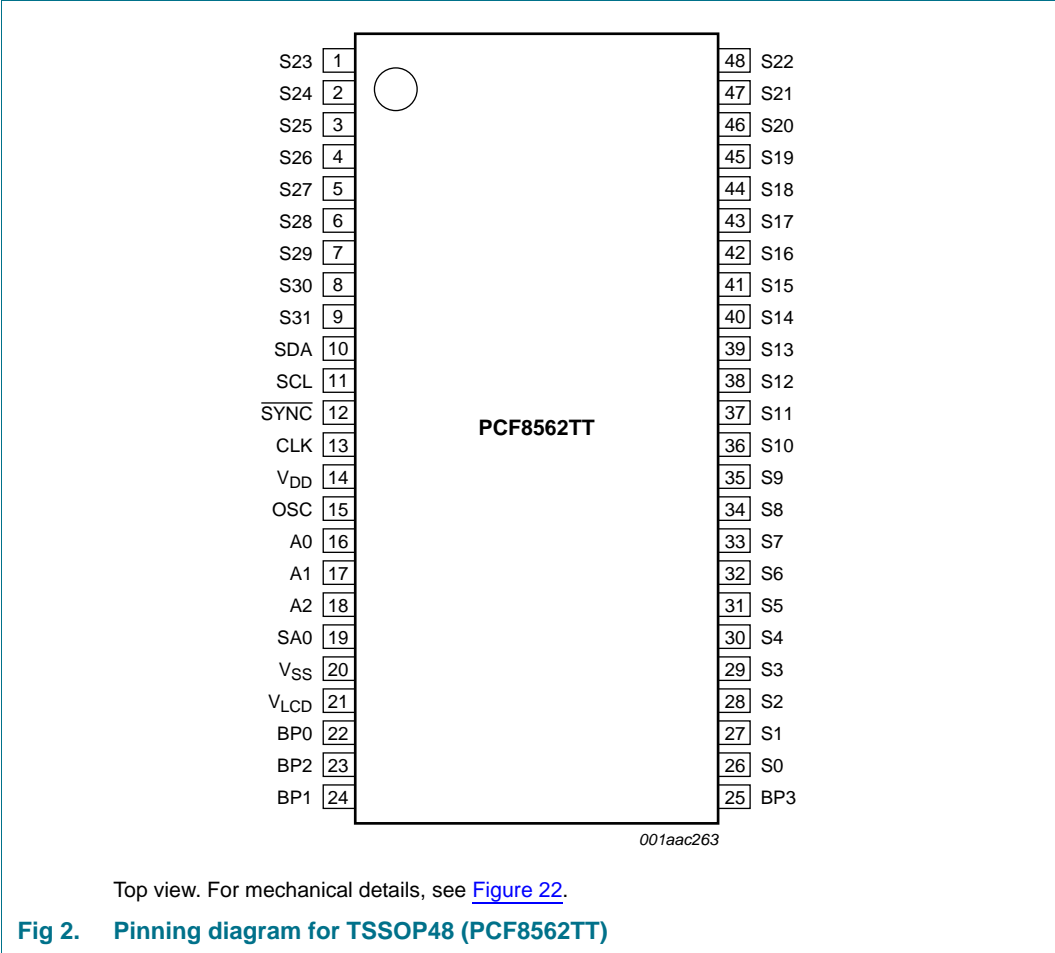 S23 1 48 S22
S24 2 47 S21
S25 3 46 S20
S26 4 45 S19
S27 5 44 S18
S28 6 43 S17
S29 7 42 S16
S30 8 41 S15
S31 9 40 S14
SDA 10 39 S13
SCL 11 38 S12
SYNC 12 37 S11
PCF8562TT
CLK 13 36 S10
VDD 14 35 S9
OSC 15 34 S8
A0 16 33 S7
A1 17 32 S6
A2 18 31 S5
SA0 19 30 S4
VSS 20 29 S3
VLCD 21 28 S2
BP0 22 27 S1
BP2 23 26 S0
BP1 24 25 BP3
001aac263
Top view. For mechanical details, see Figure 22.
Fig 2. Pinning diagram for TSSOP48 (PCF8562TT)